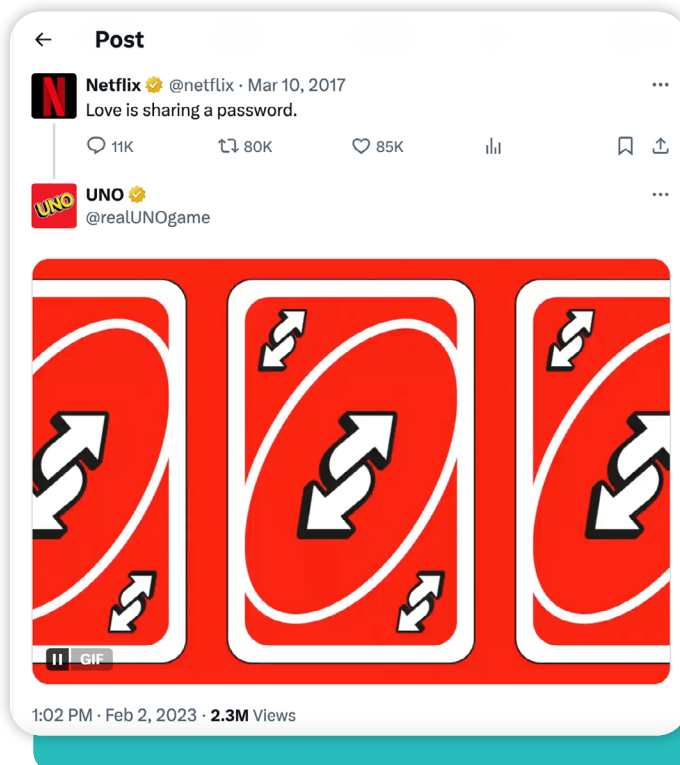 Post
Netflix @netflix · Mar 10, 2017
Love is sharing a password.
11K 80K 85K
UNO
UNO
@realUNOgame
GIF
1:02 PM · Feb 2, 2023 · 2.3M Views